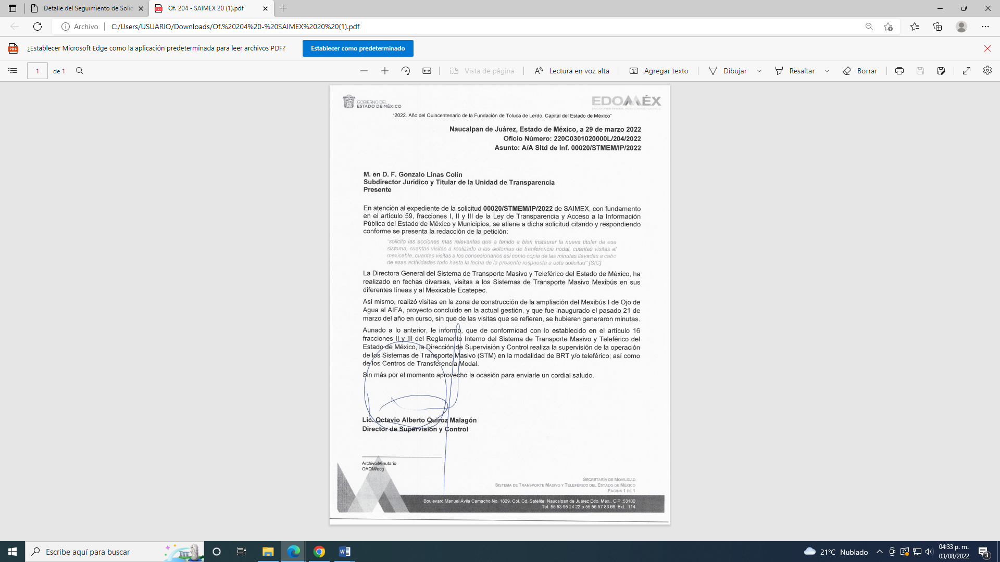 Detalle del Seguimiento de Solic
Of. 204 - SAIMEX 20 (1).pdf
Archivo
C:/Users/USUARIO/Downloads/Of.%20204%20-%20SAIMEX%2020%20(1).pdf
¿Establecer Microsoft Edge como la aplicación predeterminada para leer archivos PDF?
Establecer como predeterminado
1 de 1
Vista de página
Lectura en voz alta
Agregar texto
Dibujar
Resaltar
Borrar
GOBIERNO DEL
ESTADO DE MÉXICO
EDOMÉX
"2022. Año del Quincentenario de la Fundación de Toluca de Lerdo, Capital del Estado de México"
Naucalpan de Juárez, Estado de México, a 29 de marzo 2022
Oficio Número: 220C0301020000L/204/2022
Asunto: A/A Sltd de Inf. 00020/STMEM/IP/2022
M. en D. F. Gonzalo Linas Colín
Subdirector Jurídico y Titular de la Unidad de Transparencia
Presente
En atención al expediente de la solicitud 00020/STMEM/IP/2022 de SAIMEX, con fundamento
en el artículo 59, fracciones I, II y III de la Ley de Transparencia y Acceso a la Información
Pública del Estado de México y Municipios, se atiene a dicha solicitud citando y respondiendo
conforme se presenta la redacción de la petición:
"solicito las acciones mas relevantes que a tenido a bien instaurar la nueva titular de ese
sistema, cuantas visitas a realizado a las sistemas de tranferencia nodal, cuantas visitas al
mexicable..cuantas visitas a los consesionarios asi como copia de las minutas llevadas a cabo
de esas actividades todo hasta la fecha de la presente respuesta a esta solicitud" [SIC]
La Directora General del Sistema de Transporte Masivo y Teleférico del Estado de México, ha
realizado en fechas diversas, visitas a los Sistemas de Transporte Masivo Mexibús en sus
diferentes líneas y al Mexicable Ecatepec.
Así mismo, realizó visitas en la zona de construcción de la ampliación del Mexibús I de Ojo de
Agua al AIFA, proyecto concluido en la actual gestión, y que fue inaugurado el pasado 21 de
marzo del año en curso, sin que de las visitas que se refieren, se hubieren generaron minutas.
Aunado a lo anterior, le informo, que de conformidad con lo establecido en el artículo 16
fracciones II y III del Reglamento Interno del Sistema de Transporte Masivo y Teleférico del
Estado de México, la Dirección de Supervisión y Control realiza la supervisión de la operación
de los Sistemas de Transporte Masivo (STM) en la modalidad de BRT y/o teleférico; así como
de los Centros de Transferencia Modal.
Sin más por el momento aprovecho la ocasión para enviarle un cordial saludo.
Lic. Octavio Alberto Quiroz Malagón
Director de Supervisión y Control
Archivo/Minutario
OAQM/ecg
SECRETARÍA DE MOVILIDAD
SISTEMA DE TRANSPORTE MASIVO Y TELEFÉRICO DEL ESTADO DE MÉXICO
PÁGINA 1 DE 1
Boulevard Manuel Ávila Camacho No. 1829, Col. Cd. Satélite, Naucalpan de Juárez Edo. Méx., C.P.:53100
Tel. 55 53 95 24 22 o 55 55 57 83 66. Ext.: 114
Escribe aquí para buscar
21°C Nublado
04:33 p. m.
03/08/2022
3